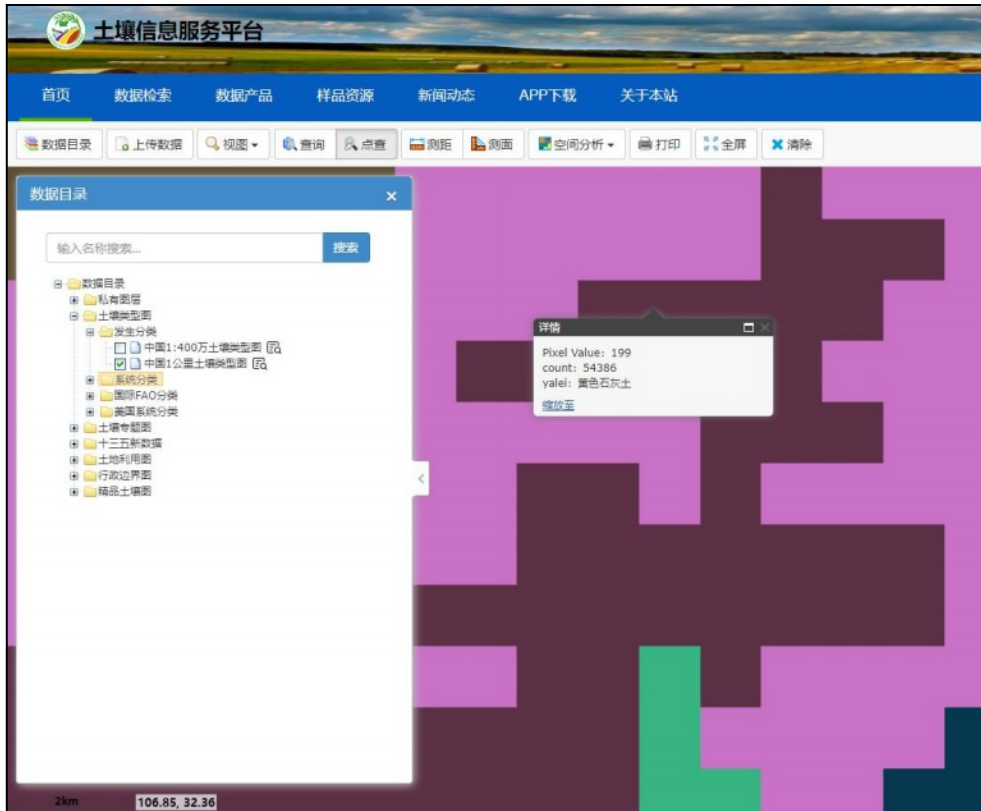 土壤信息服务平台
首页 数据检索 数据产品 样品资源 新闻动态 APP下载 关于本站
数据目录 上传数据 视图 查询 点查 测距 测面 空间分析 打印 全屏 清除
数据目录
输入名称搜索... 搜索
数据目录
私有图层
土壤类型图
发生分类
中国1:400万土壤类型图
中国1公里土壤类型图
系统分类
国际FAO分类
美国系统分类
土壤专题图
十三五新数据
土地利用图
行政边界图
精品土壤图
详情
Pixel Value: 199
count: 54386
yalei: 黄色石灰土
缩放至
2km 106.85, 32.36